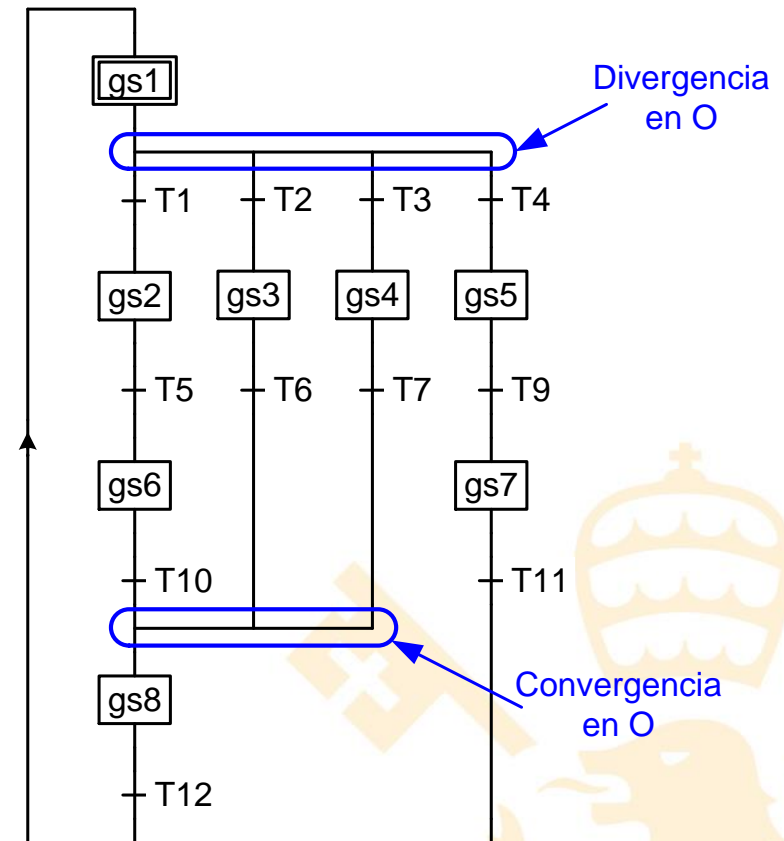 gs1
Divergencia
en O
T1
T2
T3
T4
gs2
gs3
gs4
gs5
T5
T6
T7
T9
gs6
gs7
T10
T11
Convergencia
en O
gs8
T12